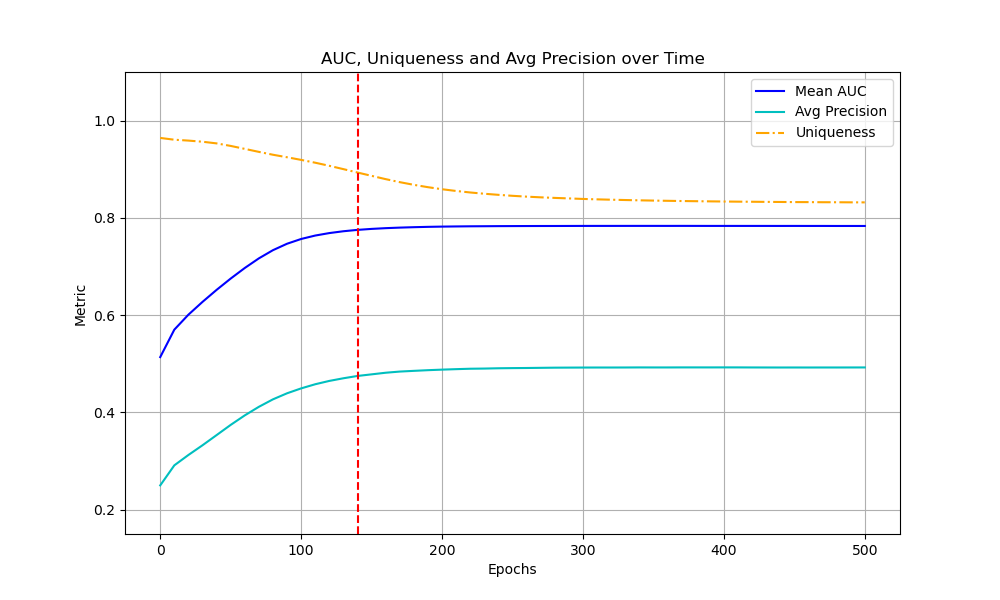 AUC, Uniqueness and Avg Precision over Time
Mean AUC
Avg Precision
Uniqueness
Metric
1.0
0.8
0.6
0.4
0.2
0 100 200 300 400 500
Epochs